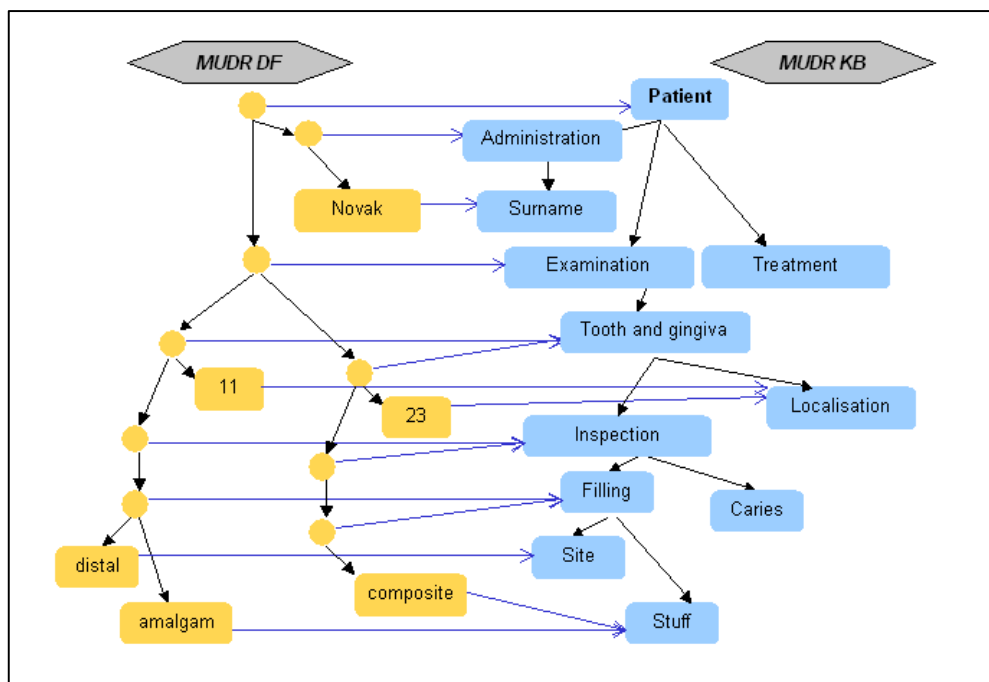 MUDR DF
MUDR KB
Patient
Administration
Novak
Surname
Examination
Treatment
Tooth and gingiva
11
23
Localisation
Inspection
Filling
Caries
distal
Site
composite
amalgam
Stuff